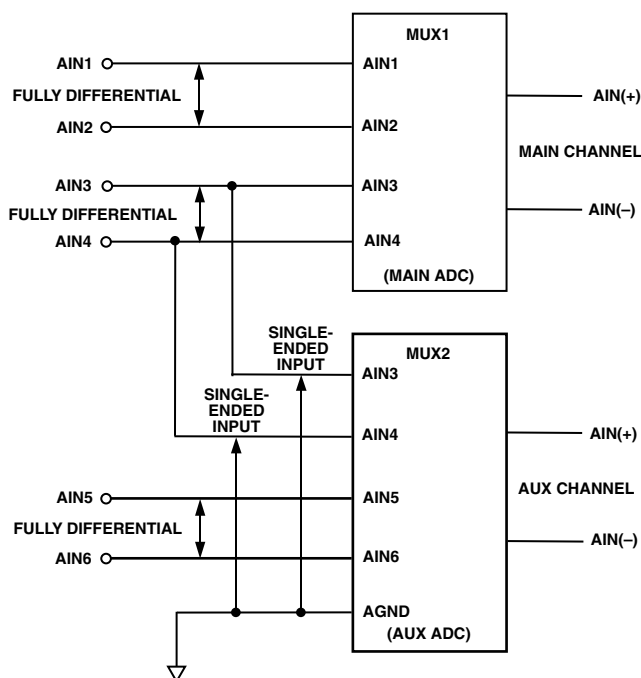 MUX1
AIN1
AIN1
FULLY DIFFERENTIAL
AIN(+)
AIN2
AIN2
MAIN CHANNEL
AIN3
AIN3
FULLY DIFFERENTIAL
AIN(–)
AIN4
AIN4
(MAIN ADC)
SINGLE-
ENDED
INPUT
MUX2
AIN3
SINGLE-
ENDED
INPUT
AIN4
AIN(+)
AIN5
AIN5
AUX CHANNEL
FULLY DIFFERENTIAL
AIN(–)
AIN6
AIN6
AGND
(AUX ADC)